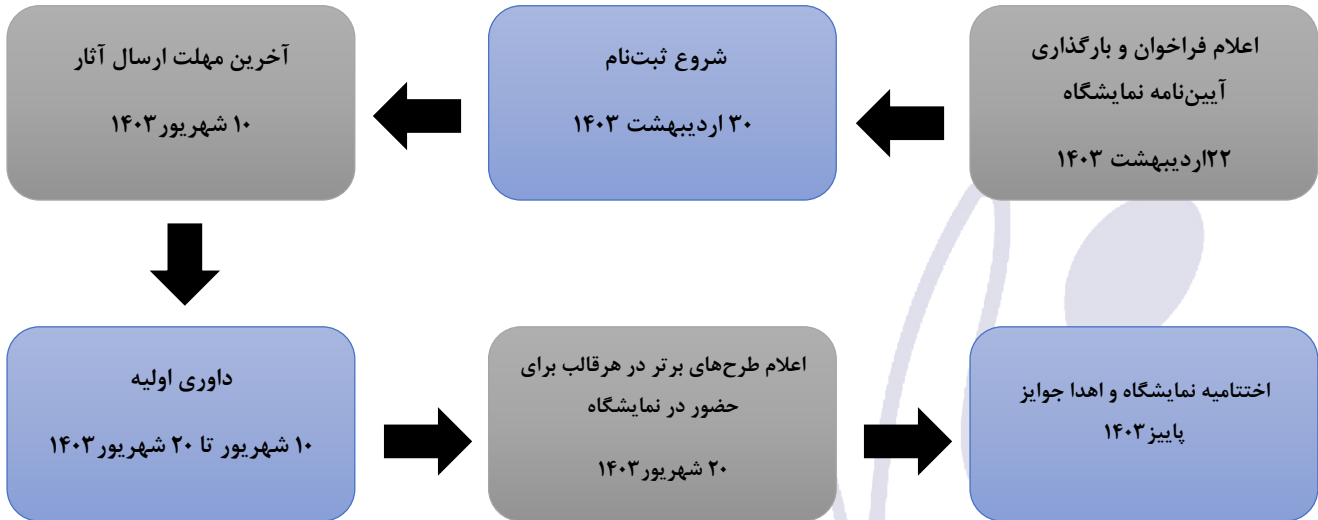 اعلام فراخوان و بارگذاری
آیین‌نامه نمایشگاه
۲۲اردیبهشت ۱۴۰۳
شروع ثبت‌نام
۳۰ اردیبهشت ۱۴۰۳
آخرین مهلت ارسال آثار
۱۰ شهریور۱۴۰۳
داوری اولیه
۱۰ شهریور تا ۲۰ شهریور۱۴۰۳
اعلام طرح‌های برتر در هرقالب برای
حضور در نمایشگاه
۲۰ شهریور۱۴۰۳
اختتامیه نمایشگاه و اهدا جوایز
پاییز۱۴۰۳